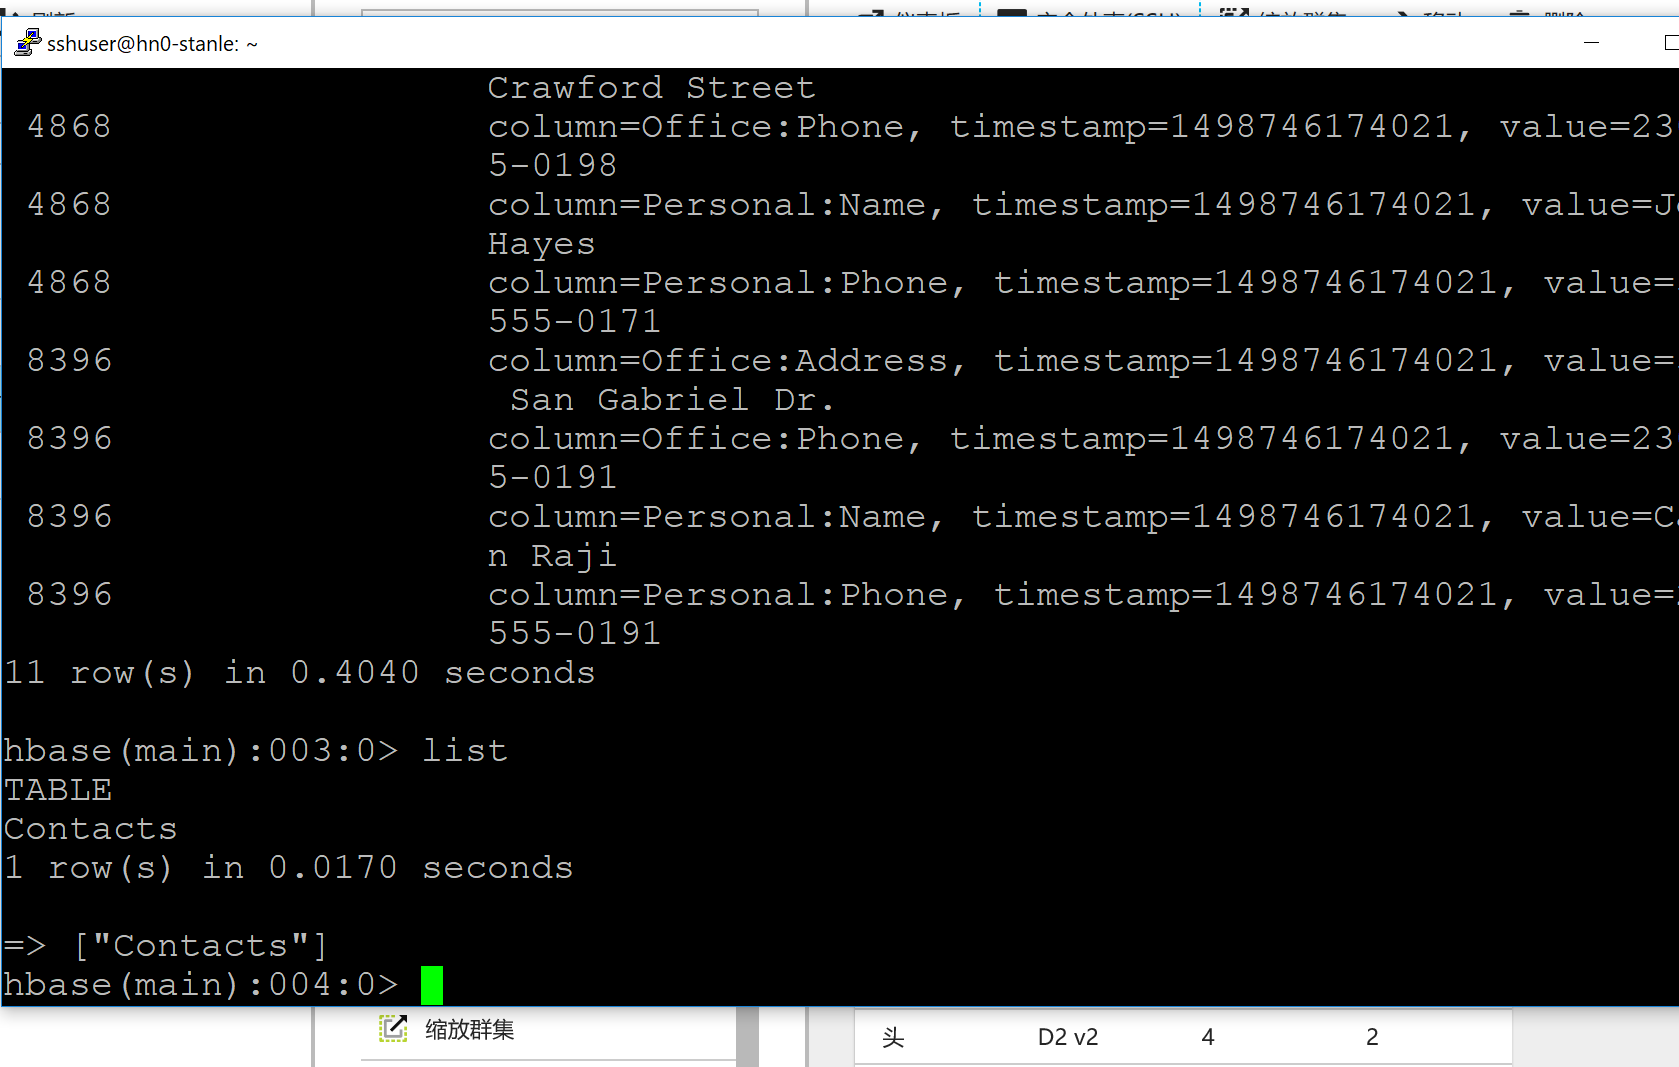 sshuser@hn0-stanle: ~
Crawford Street
4868 column=Office:Phone, timestamp=1498746174021, value=23
5-0198
4868 column=Personal:Name, timestamp=1498746174021, value=J
Hayes
4868 column=Personal:Phone, timestamp=1498746174021, value=
555-0171
8396 column=Office:Address, timestamp=1498746174021, value=
San Gabriel Dr.
8396 column=Office:Phone, timestamp=1498746174021, value=23
5-0191
8396 column=Personal:Name, timestamp=1498746174021, value=C
n Raji
8396 column=Personal:Phone, timestamp=1498746174021, value=
555-0191
11 row(s) in 0.4040 seconds
hbase(main):003:0> list
TABLE
Contacts
1 row(s) in 0.0170 seconds
=> ["Contacts"]
hbase(main):004:0>
缩放群集
头 D2 v2 4 2